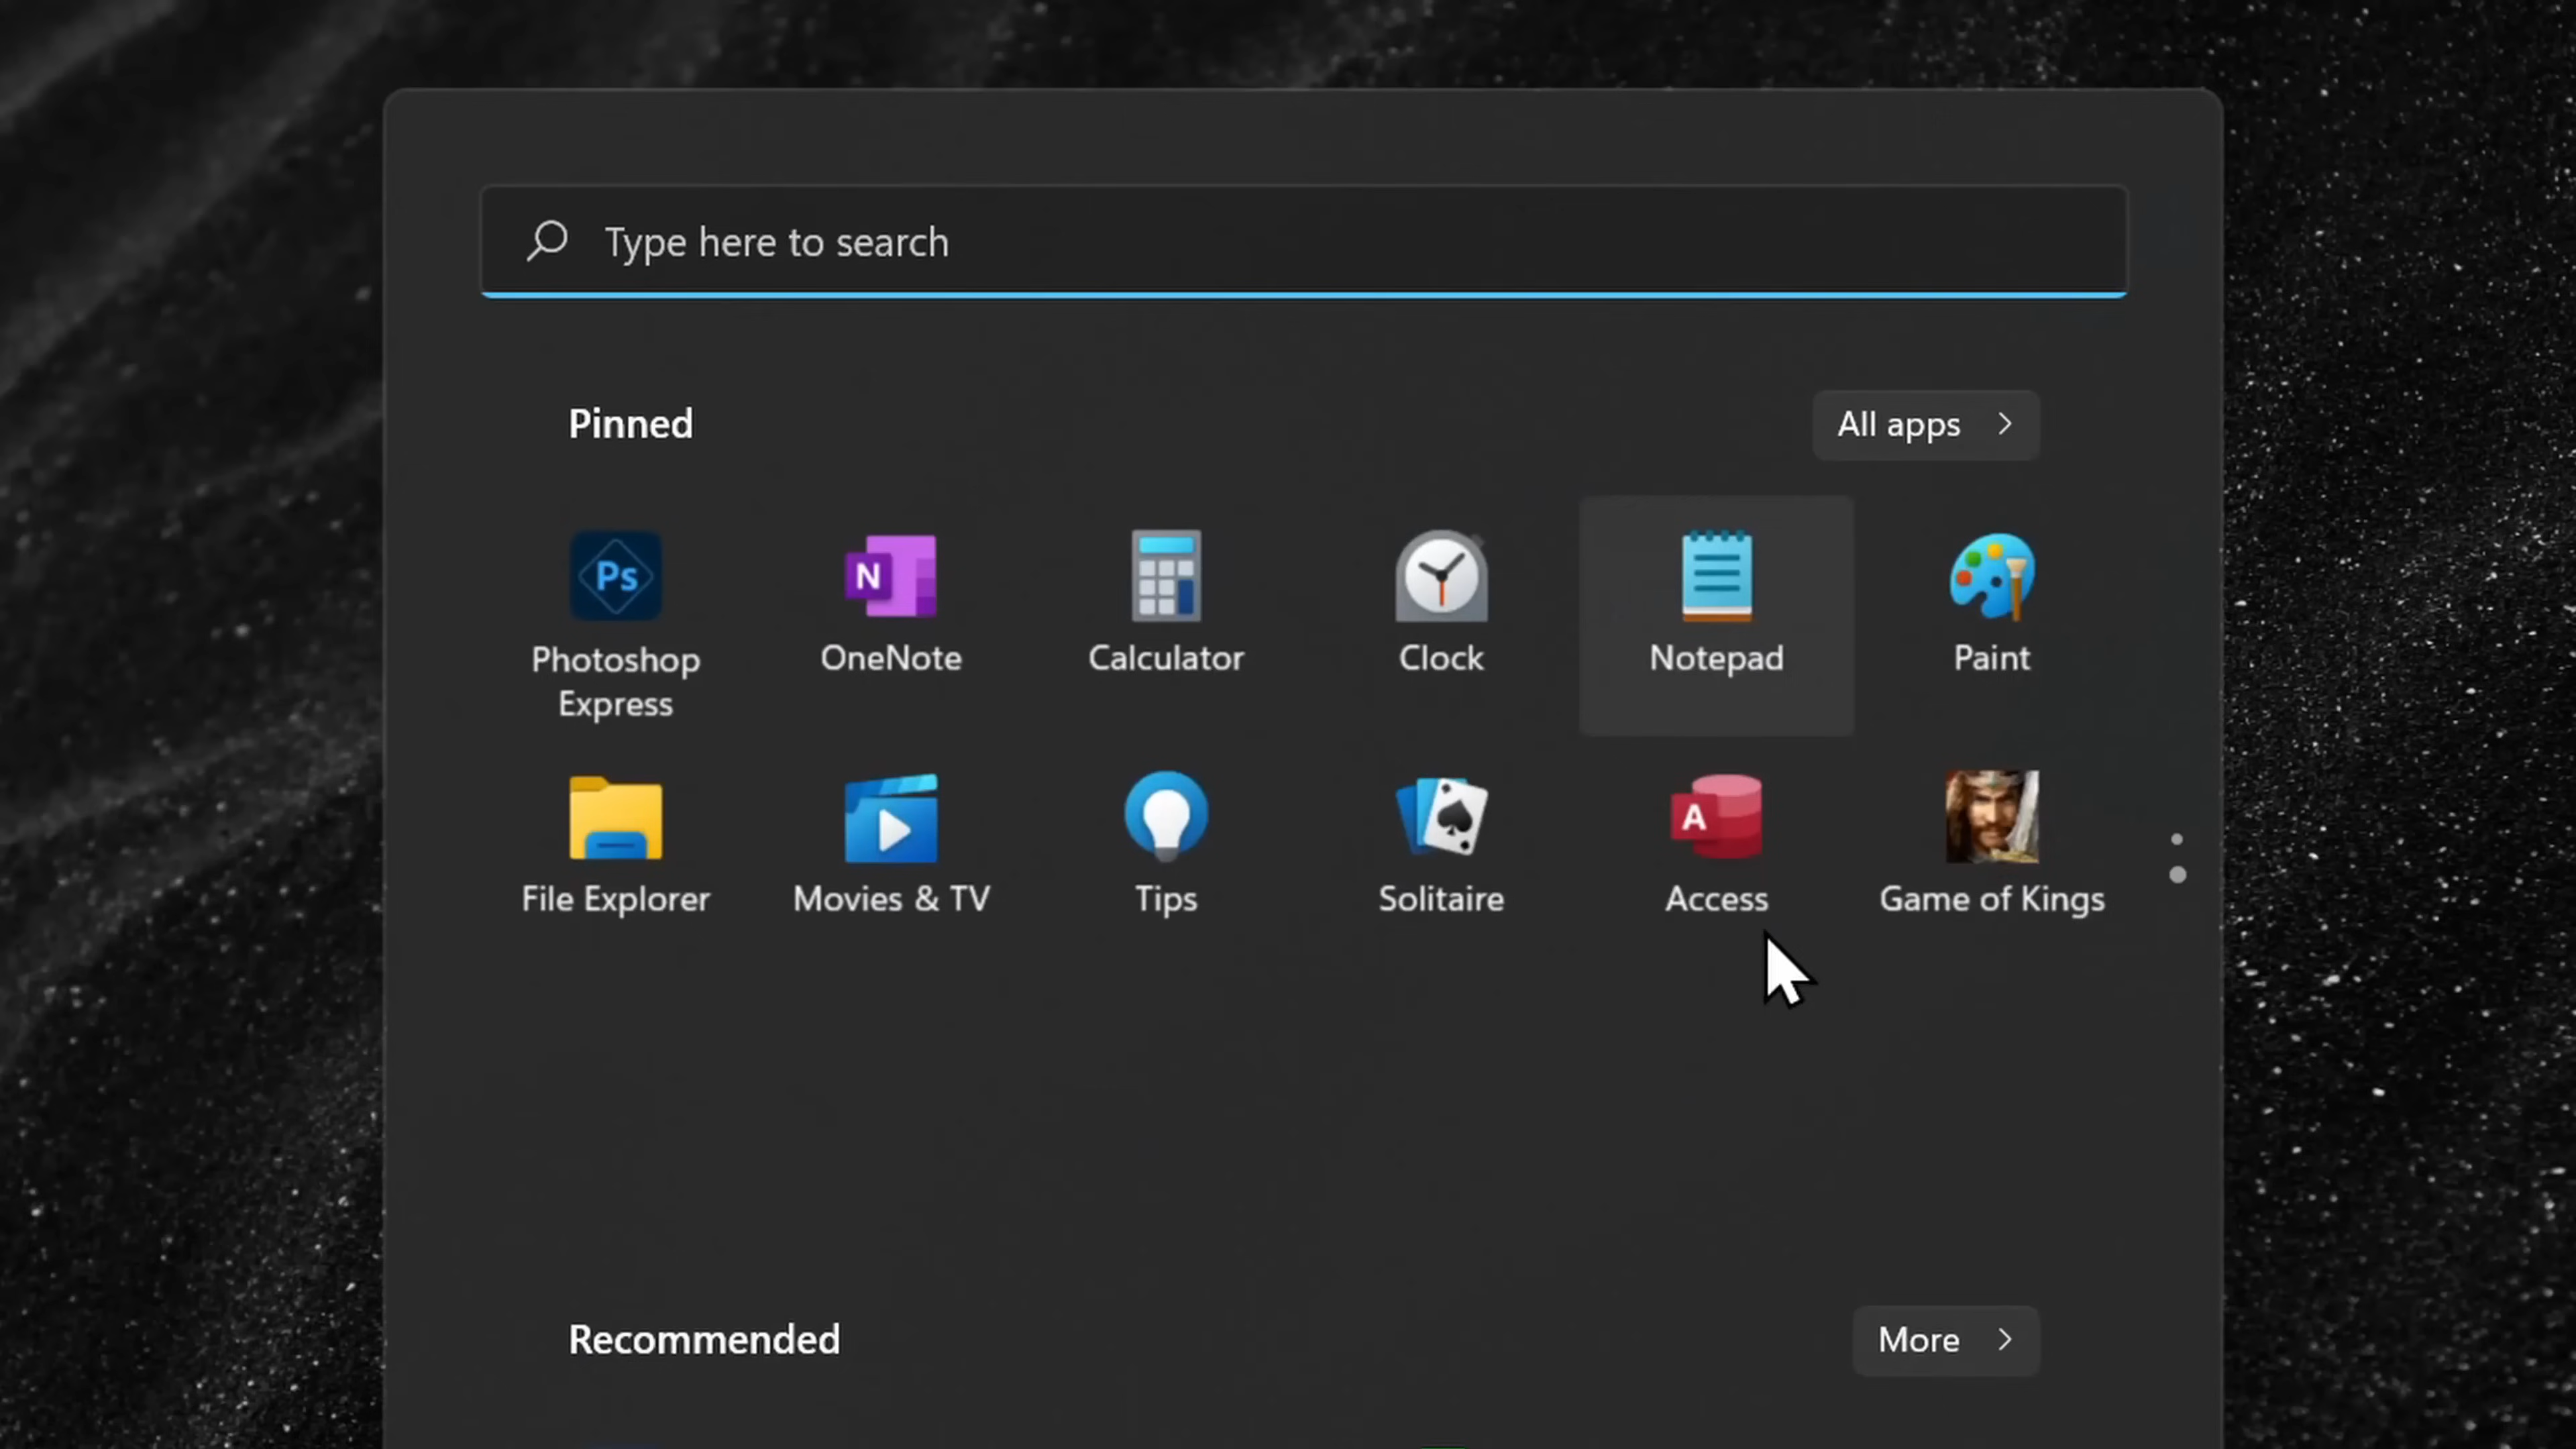 Type here to search
Pinned
All apps
Ps
N
Photoshop
Express
OneNote
Calculator
Clock
Notepad
Paint
A
File Explorer
Movies & TV
Tips
Solitaire
Access
Game of Kings
Recommended
More